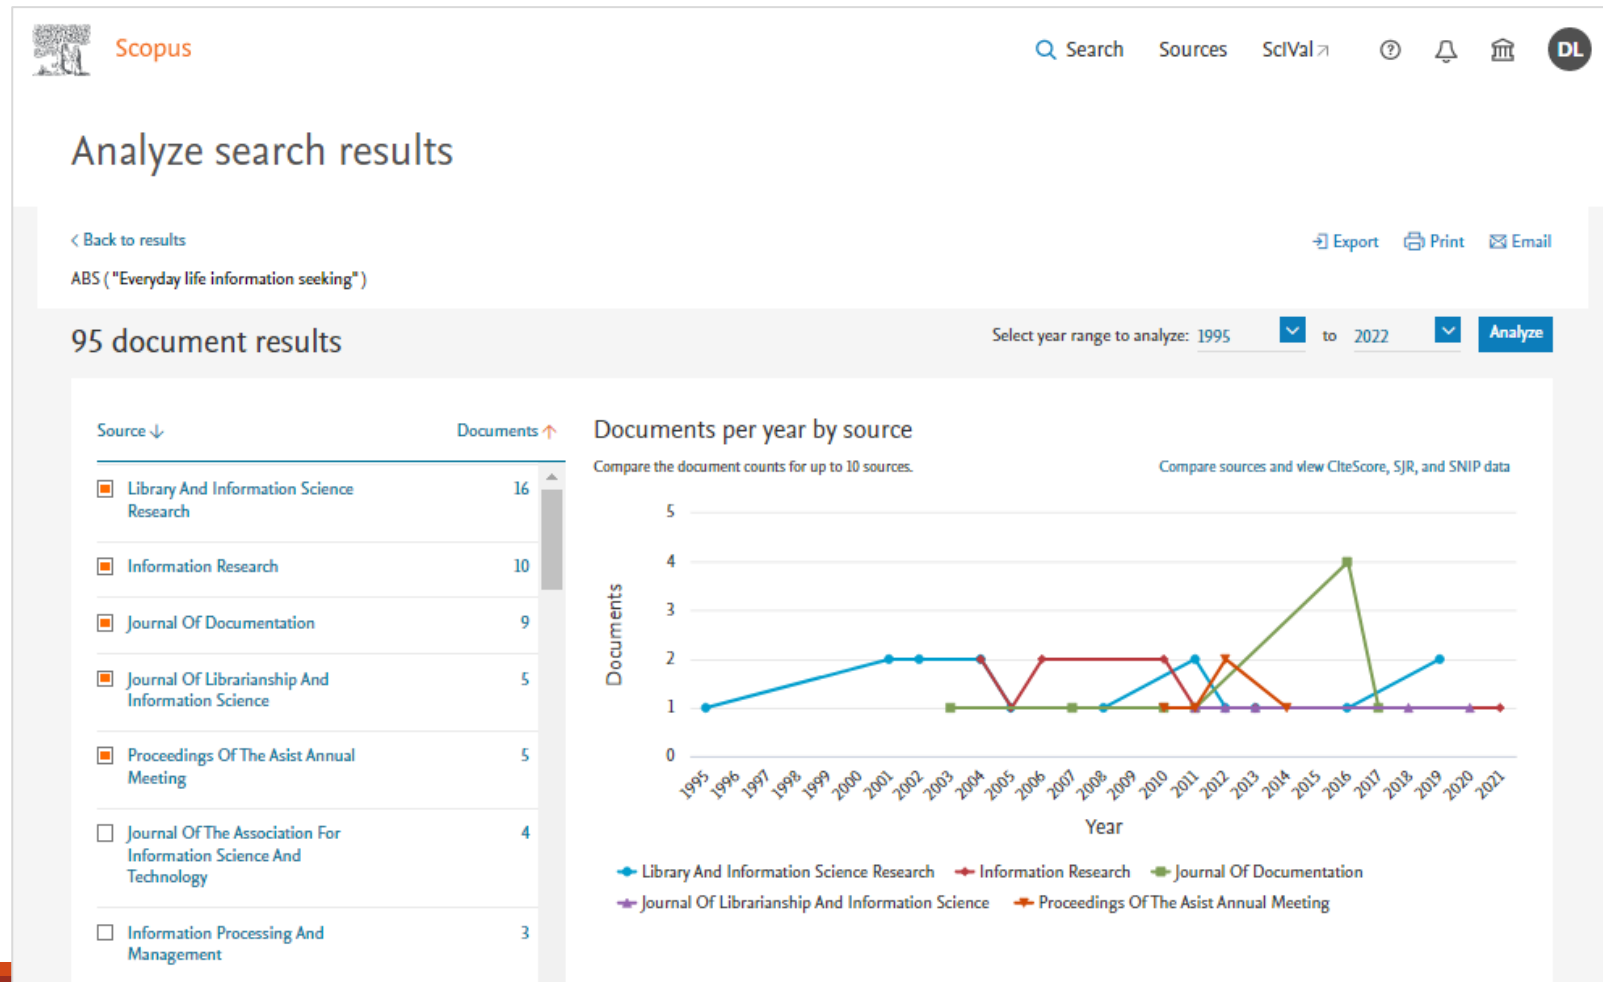 Scopus
Search Sources SciVal
DL
Analyze search results
Back to results
Export Print Email
ABS ( "Everyday life information seeking" )
95 document results
Select year range to analyze: 1995 to 2022 Analyze
Source Documents
Library And Information Science
Research
16
Information Research 10
Journal Of Documentation 9
Journal Of Librarianship And
Information Science
5
Proceedings Of The Asist Annual
Meeting
5
Journal Of The Association For
Information Science And
Technology
4
Information Processing And
Management
3
Documents per year by source
Compare the document counts for up to 10 sources.
Compare sources and view CiteScore, SJR, and SNIP data
5
4
3
2
1
0
Documents
1995 1996 1997 1998 1999 2000 2001 2002 2003 2004 2005 2006 2007 2008 2009 2010 2011 2012 2013 2014 2015 2016 2017 2018 2019 2020 2021
Year
Library And Information Science Research Information Research Journal Of Documentation
Journal Of Librarianship And Information Science Proceedings Of The Asist Annual Meeting